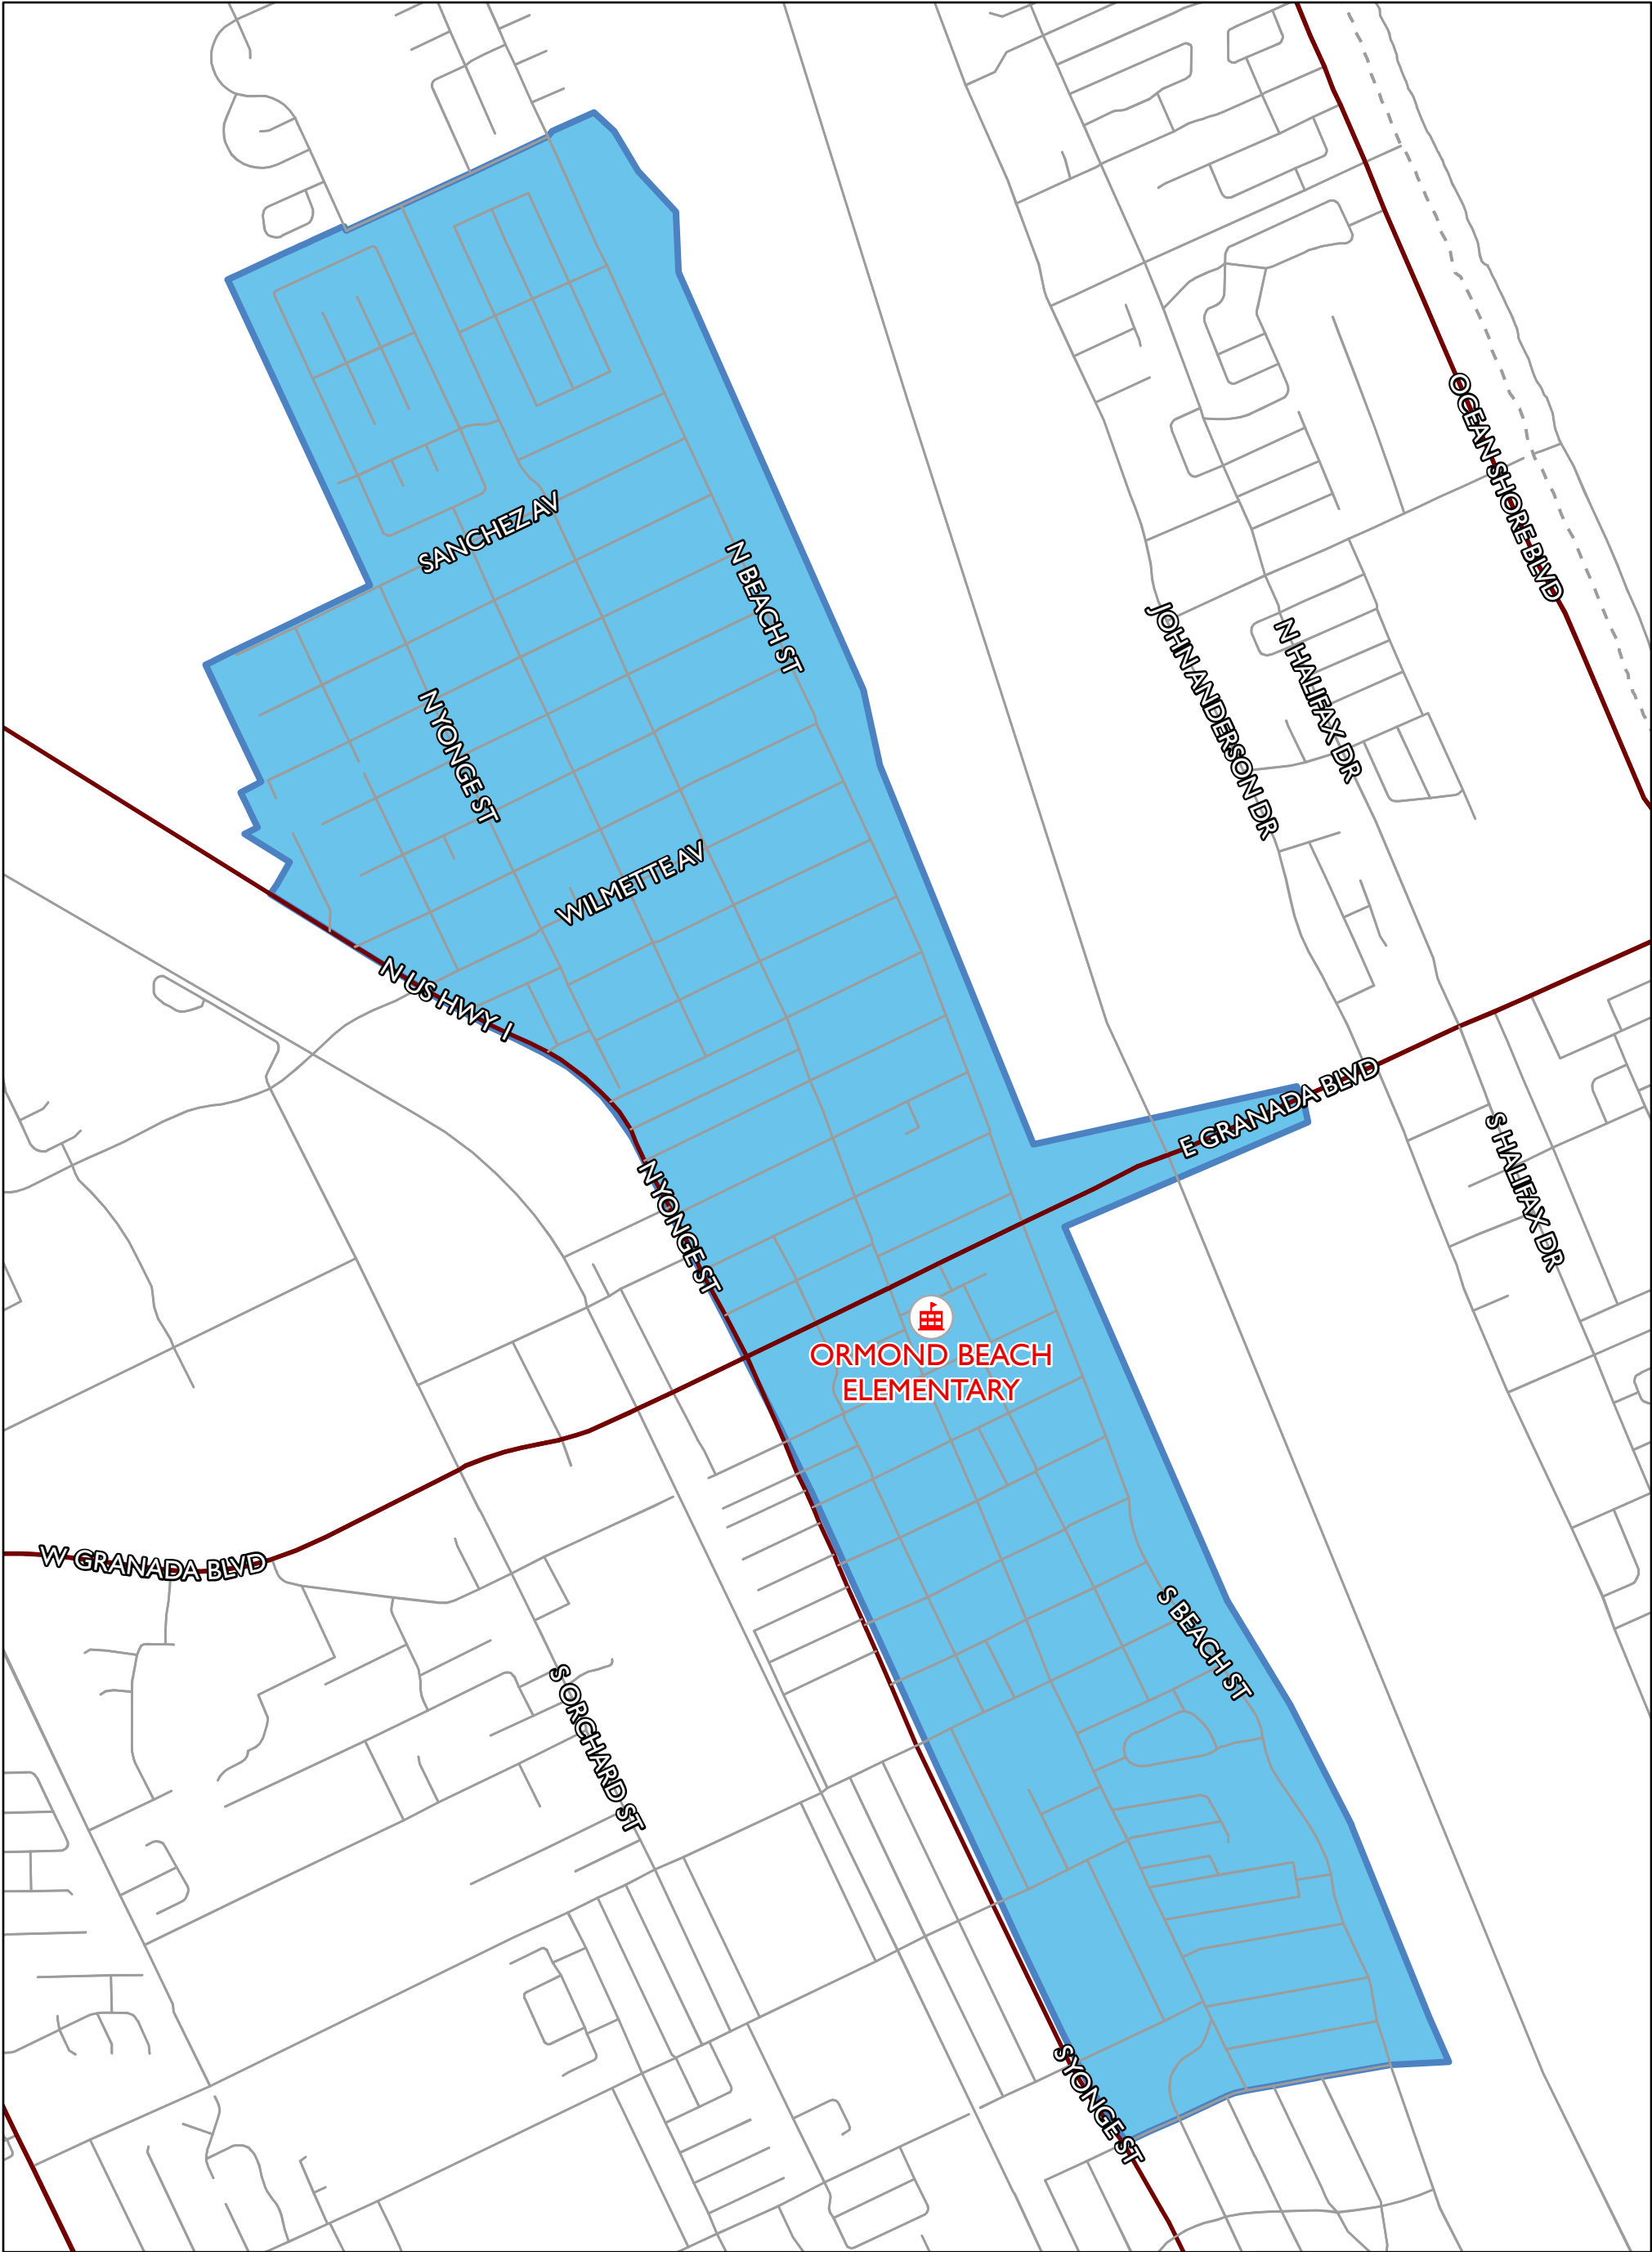 OCEAN SHORE BLVD
SANCHEZ AV
N BEACH ST
JOHN ANDERSON DR
N HALIFAX DR
N YONGE ST
WILMETTE AV
N US HWY 1
E GRANADA BLVD
S HALIFAX DR
N YONGE ST
ORMOND BEACH
ELEMENTARY
W GRANADA BLVD
S BEACH ST
S ORCHARD ST
S YONGE ST